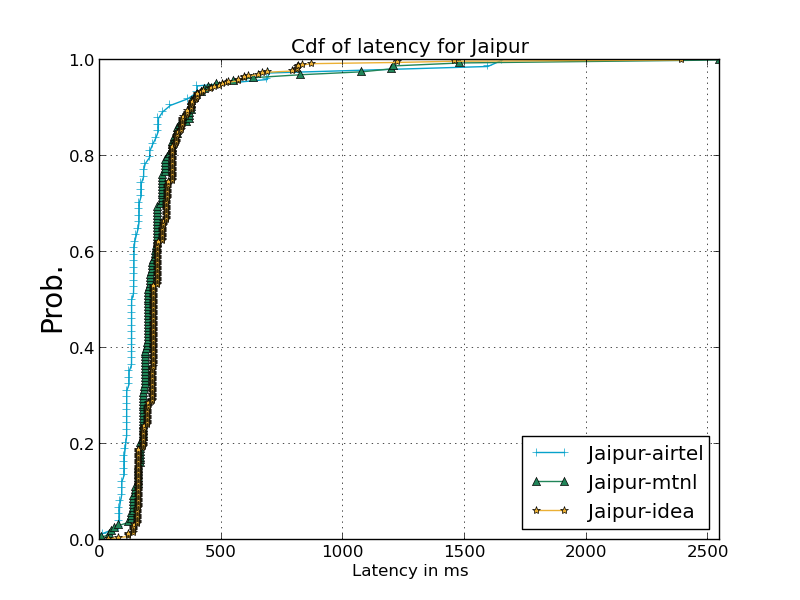 Cdf of latency for Jaipur
1.0
0.8
0.6
0.4
0.2
0.0
Prob.
0
500
1000
1500
2000
2500
Latency in ms
Jaipur-airtel
Jaipur-mtnl
Jaipur-idea